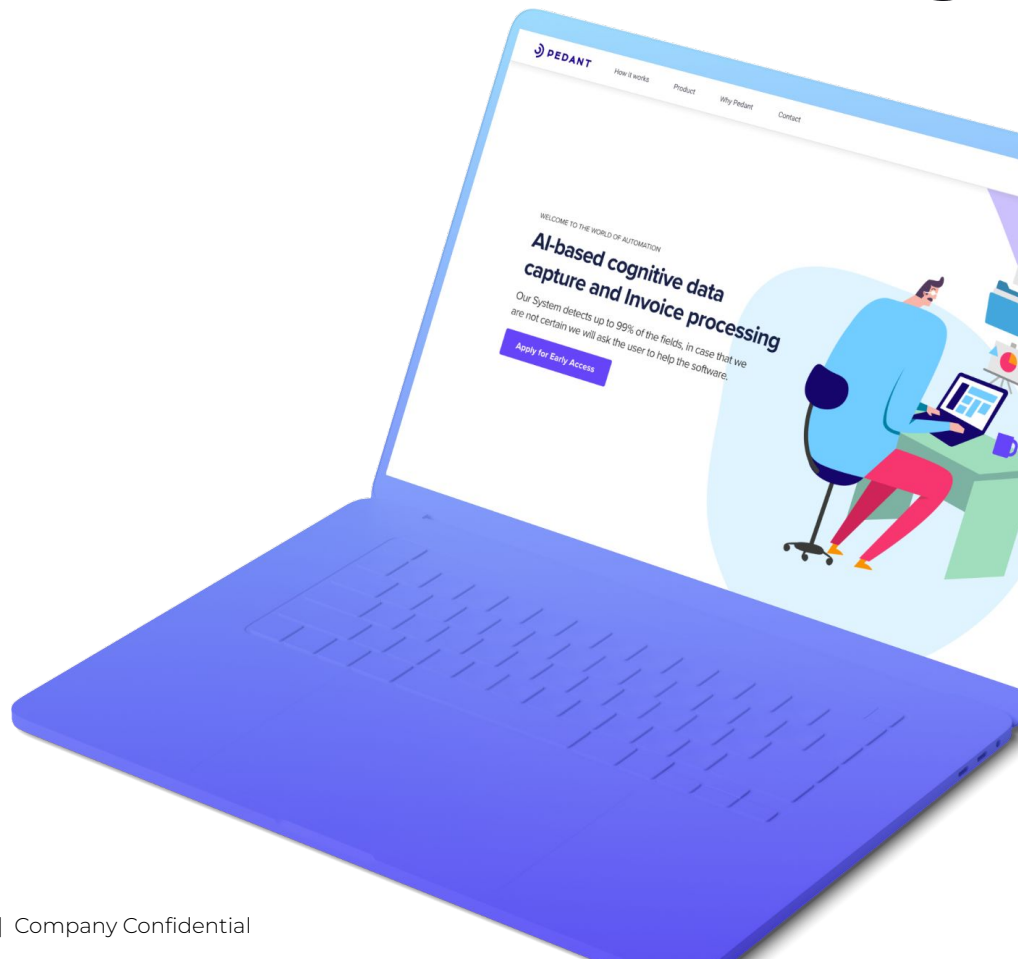 PEDANT
How it works
Product
Why Pedant
Contact
WELCOME TO THE WORLD OF AUTOMATION
AI-based cognitive data
capture and Invoice processing
Our System detects up to 99% of the fields, in case that we
are not certain we will ask the user to help the software.
Apply for Early Access
| Company Confidential